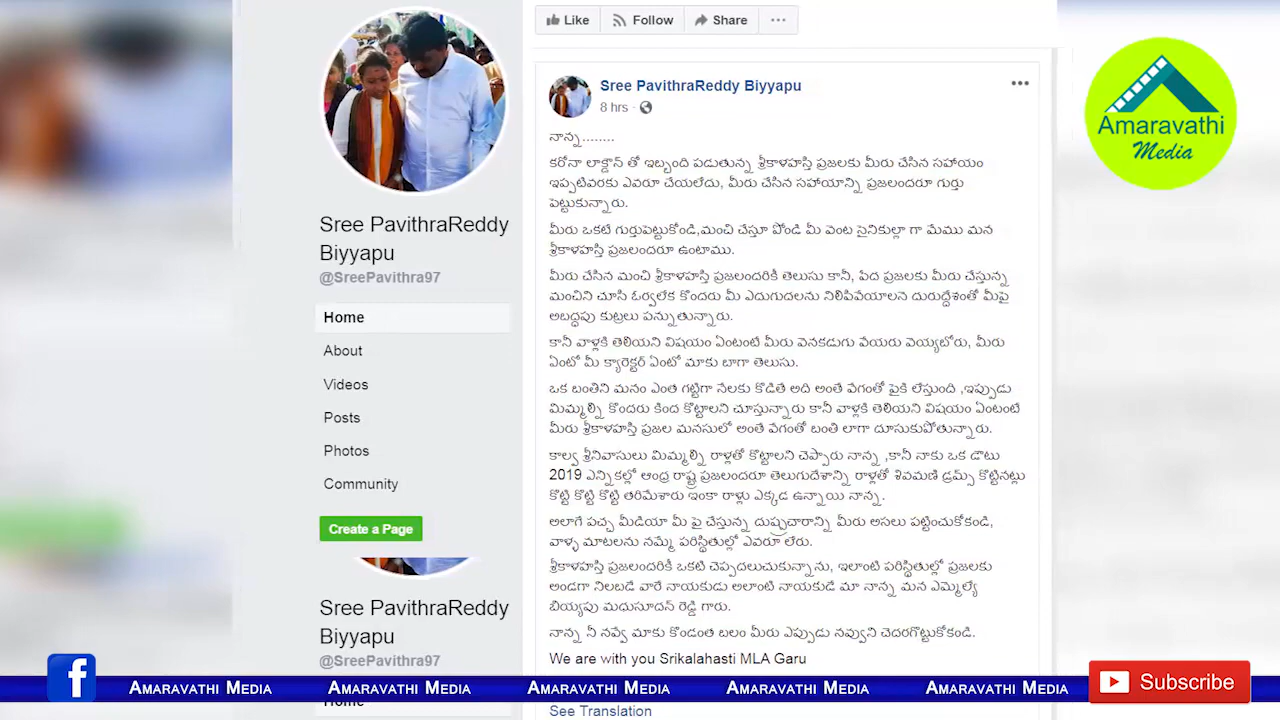 Like
Follow
Share
Sree PavithraReddy Biyyapu
8 hrs ·
నాన్న........
కరోనా లాక్డౌన్ తో ఇబ్బంది పడుతున్న శ్రీకాళహస్తి ప్రజలకు మీరు చేసిన సహాయం
ఇప్పటివరకు ఎవరూ చేయలేదు, మీరు చేసిన సహాయాన్ని ప్రజలందరూ గుర్తు
పెట్టుకున్నారు.
మీరు ఒకటే గుర్తుపెట్టుకోండి,మంచి చేస్తూ పోండి మీ వెంట సైనికుల్లా గా మేము మన
శ్రీకాళహస్తి ప్రజలందరూ ఉంటాము.
మీరు చేసిన మంచి శ్రీకాళహస్తి ప్రజలందరికీ తెలుసు కానీ, పేద ప్రజలకు మీరు చేస్తున్న
మంచిని చూసి ఓర్వలేక కొందరు మీ ఎదుగుదలను నిలిపివేయాలన దురుద్దేశంతో మీపై
అబద్ధపు కుట్రలు పన్నుతున్నారు.
కానీ వాళ్లకి తెలియని విషయం ఏంటంటే మీరు వెనకడుగు వేయరు వెయ్యబోరు, మీరు
ఏంటో మీ క్యారెక్టర్ ఏంటో మాకు బాగా తెలుసు.
ఒక బంతిని మనం ఎంత గట్టిగా నేలకు కొడితే అది అంతే వేగంతో పైకి లేస్తుంది ,ఇప్పుడు
మిమ్మల్ని కొందరు కింద కొట్టాలని చూస్తున్నారు కానీ వాళ్లకి తెలియని విషయం ఏంటంటే
మీరు శ్రీకాళహస్తి ప్రజల మనసులో అంతే వేగంతో బంతి లాగా దూసుకుపోతున్నారు.
కాల్వ శ్రీనివాసులు మిమ్మల్ని రాళ్లతో కొట్టాలని చెప్పారు నాన్న ,కానీ నాకు ఒక డౌటు
2019 ఎన్నికల్లో ఆంధ్ర రాష్ట్ర ప్రజలందరూ తెలుగుదేశాన్ని రాళ్లతో శివమణి డ్రమ్స్ కొట్టినట్లు
కొట్టి కొట్టి కొట్టి తరిమేశారు ఇంకా రాళ్లు ఎక్కడ ఉన్నాయి నాన్న.
అలాగే పచ్చ మీడియా మీ పై చేస్తున్న దుష్ప్రచారాన్ని మీరు అసలు పట్టించుకోకండి,
వాళ్ళ మాటలను నమ్మే పరిస్థితుల్లో ఎవరూ లేరు.
శ్రీకాళహస్తి ప్రజలందరికీ ఒకటి చెప్పదలుచుకున్నాను, ఇలాంటి పరిస్థితుల్లో ప్రజలకు
అండగా నిలబడే వారే నాయకుడు అలాంటి నాయకుడే మా నాన్న మన ఎమ్మెల్యే
బియ్యపు మధుసూదన్ రెడ్డి గారు.
నాన్న నీ నవ్వే మాకు కొండంత బలం మీరు ఎప్పుడు నవ్వుని చెదరగొట్టుకోకండి.
We are with you Srikalahasti MLA Garu
See Translation
Sree PavithraReddy
Biyyapu
@SreePavithra97
Home
About
Videos
Posts
Photos
Community
Create a Page
Sree PavithraReddy
Biyyapu
@SreePavithra97
Home
Amaravathi
Media
f
Amaravathi Media
Amaravathi Media
Amaravathi Media
Amaravathi Media
Amaravathi Media
Subscribe